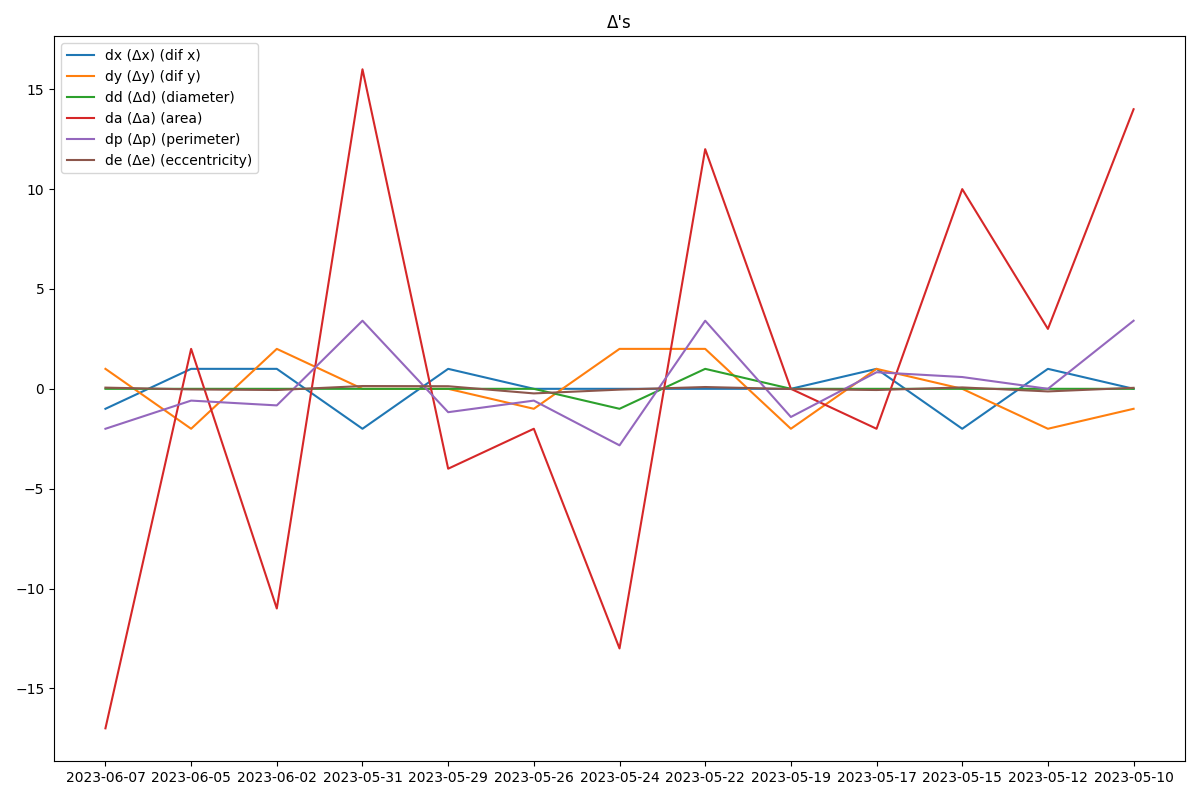 Δ's
dx (Δx) (dif x)
dy (Δy) (dif y)
dd (Δd) (diameter)
da (Δa) (area)
dp (Δp) (perimeter)
de (Δe) (eccentricity)
15
10
5
0
−5
−10
−15
2023-06-07 2023-06-05 2023-06-02 2023-05-31 2023-05-29 2023-05-26 2023-05-24 2023-05-22 2023-05-19 2023-05-17 2023-05-15 2023-05-12 2023-05-10